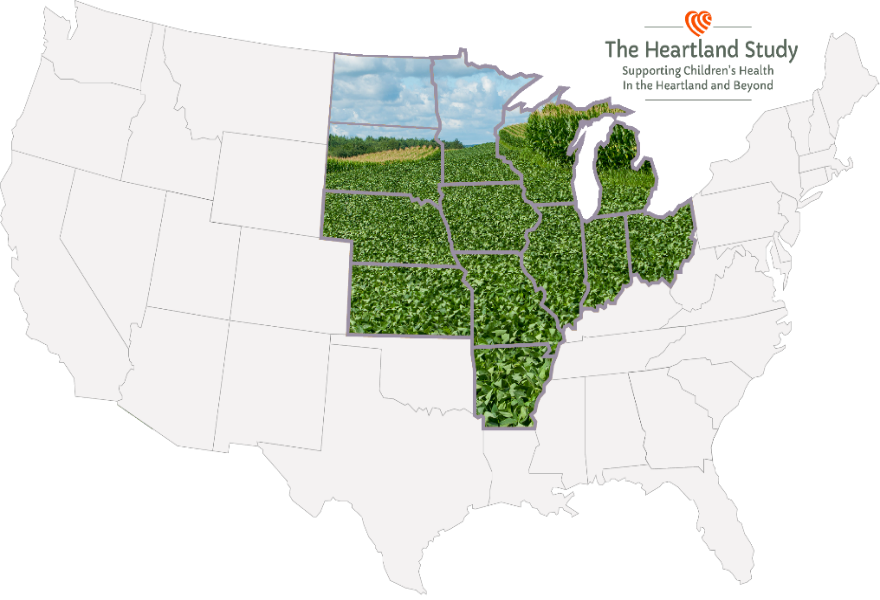 The Heartland Study
Supporting Children's Health
In the Heartland and Beyond